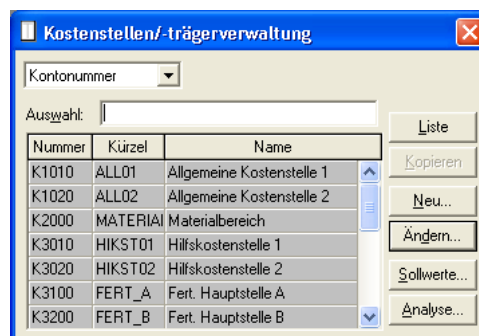 Kostenstellen/-trägerverwaltung
Kontonummer
Auswahl:
Liste
Kopieren
Neu...
Ändern...
Sollwerte...
Analyse...
Nummer Kürzel Name
K1010 ALL01 Allgemeine Kostenstelle 1
K1020 ALL02 Allgemeine Kostenstelle 2
K2000 MATERIAI Materialbereich
K3010 HIKST01 Hilfskostenstelle 1
K3020 HIKST02 Hilfskostenstelle 2
K3100 FERT_A Fert. Hauptstelle A
K3200 FERT_B Fert. Hauptstelle B